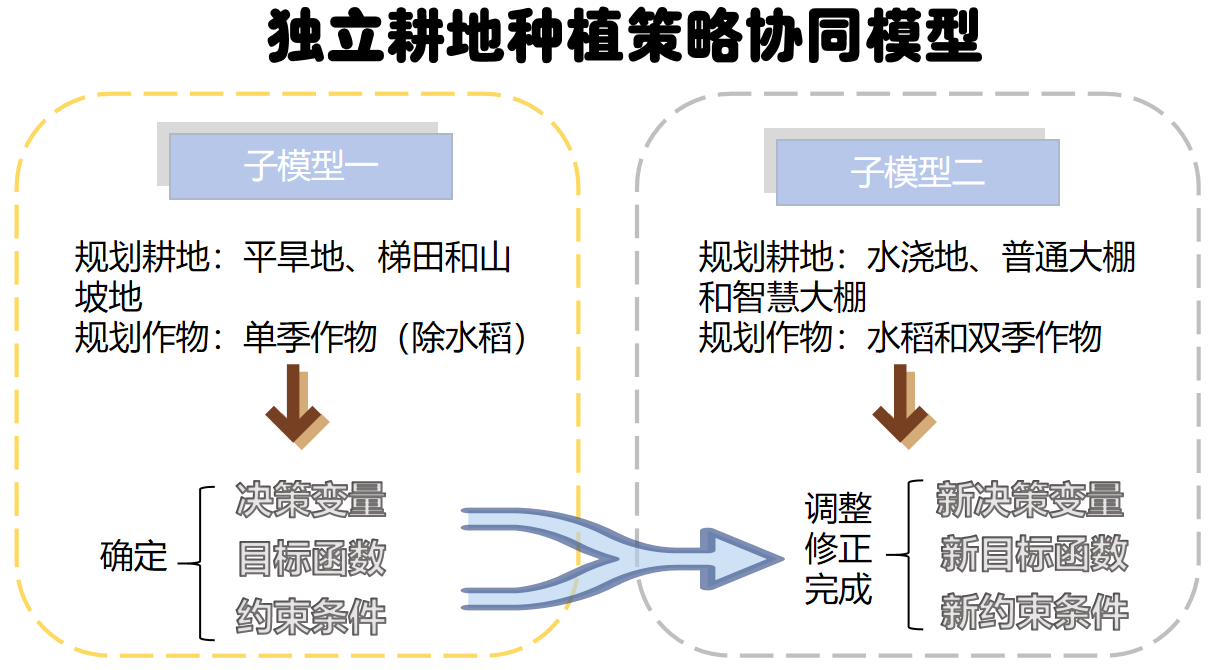 独立耕地种植策略协同模型
子模型一
规划耕地：平旱地、梯田和山
坡地
规划作物：单季作物（除水稻）
确定
决策变量
目标函数
约束条件
子模型二
规划耕地：水浇地、普通大棚
和智慧大棚
规划作物：水稻和双季作物
调整
修正
完成
新决策变量
新目标函数
新约束条件